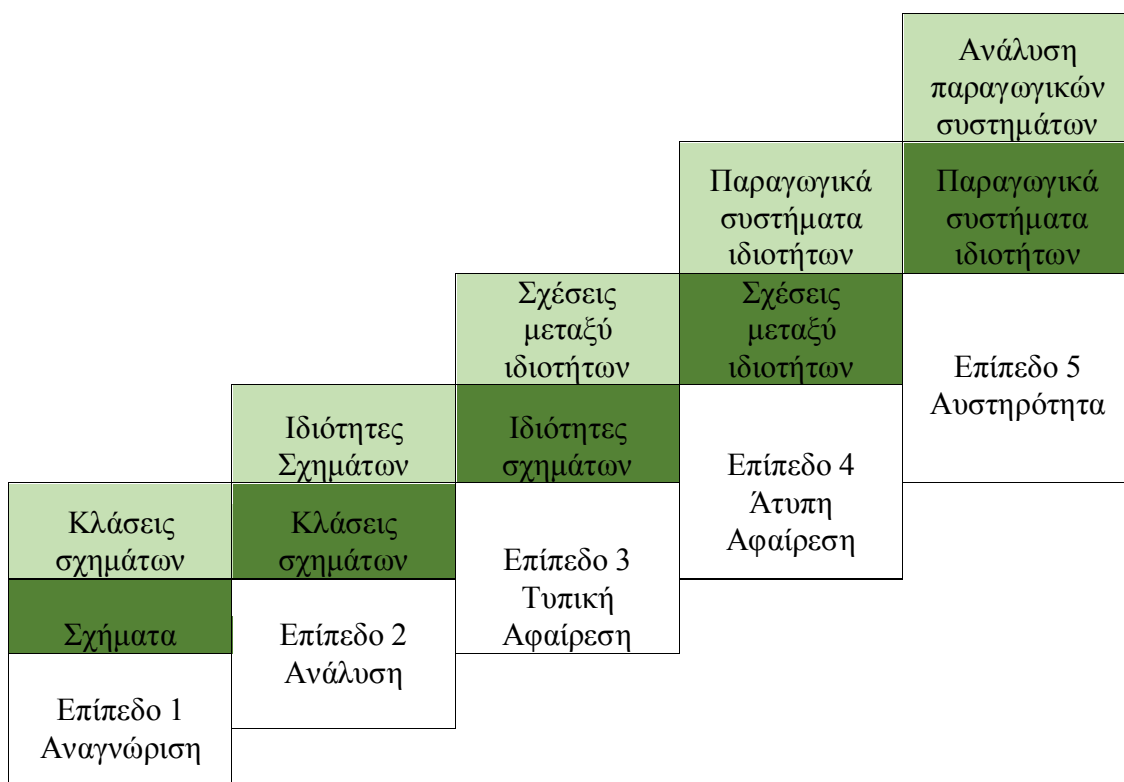 Ανάλυση
παραγωγικών
συστημάτων
Παραγωγικά
συστήματα
ιδιοτήτων
Παραγωγικά
συστήματα
ιδιοτήτων
Σχέσεις
μεταξύ
ιδιοτήτων
Σχέσεις
μεταξύ
ιδιοτήτων
Επίπεδο 5
Αυστηρότητα
Ιδιότητες
Σχημάτων
Ιδιότητες
σχημάτων
Επίπεδο 4
Άτυπη
Αφαίρεση
Κλάσεις
σχημάτων
Κλάσεις
σχημάτων
Επίπεδο 3
Τυπική
Αφαίρεση
Σχήματα
Επίπεδο 2
Ανάλυση
Επίπεδο 1
Αναγνώριση